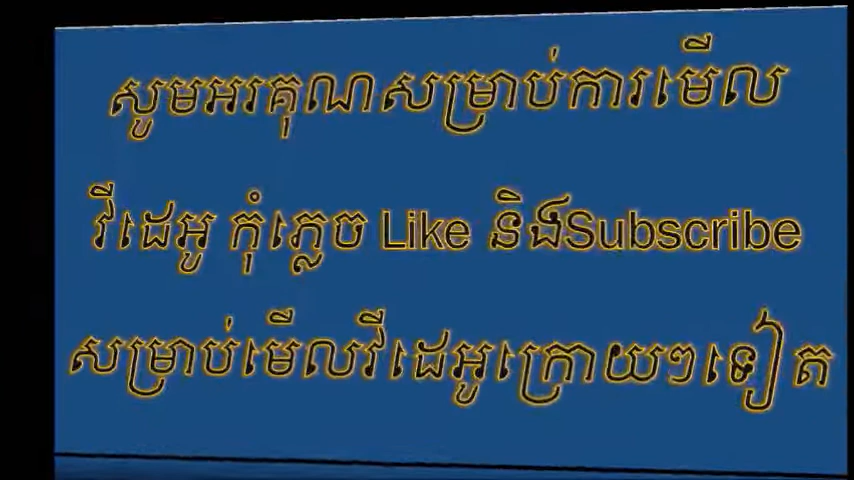 សូមអរគុណសម្រាប់ការមើល
វីដេអូ កុំភ្លេច Like និងSubscribe
សម្រាប់មើលវីដេអូក្រោយៗទៀត